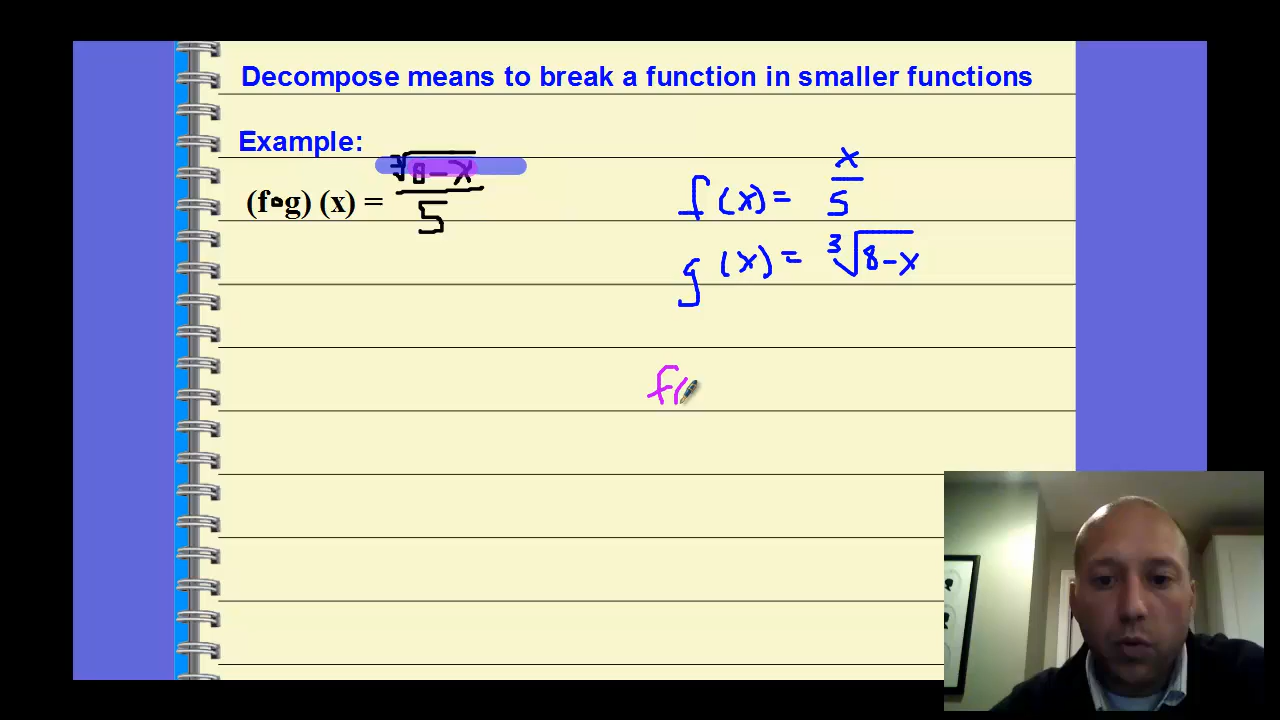 Decompose means to break a function in smaller functions
Example:
(f∘g) (x) = ∛(8-x) / 5
f(x) = x/5
g(x) = ∛(8-x)
f(